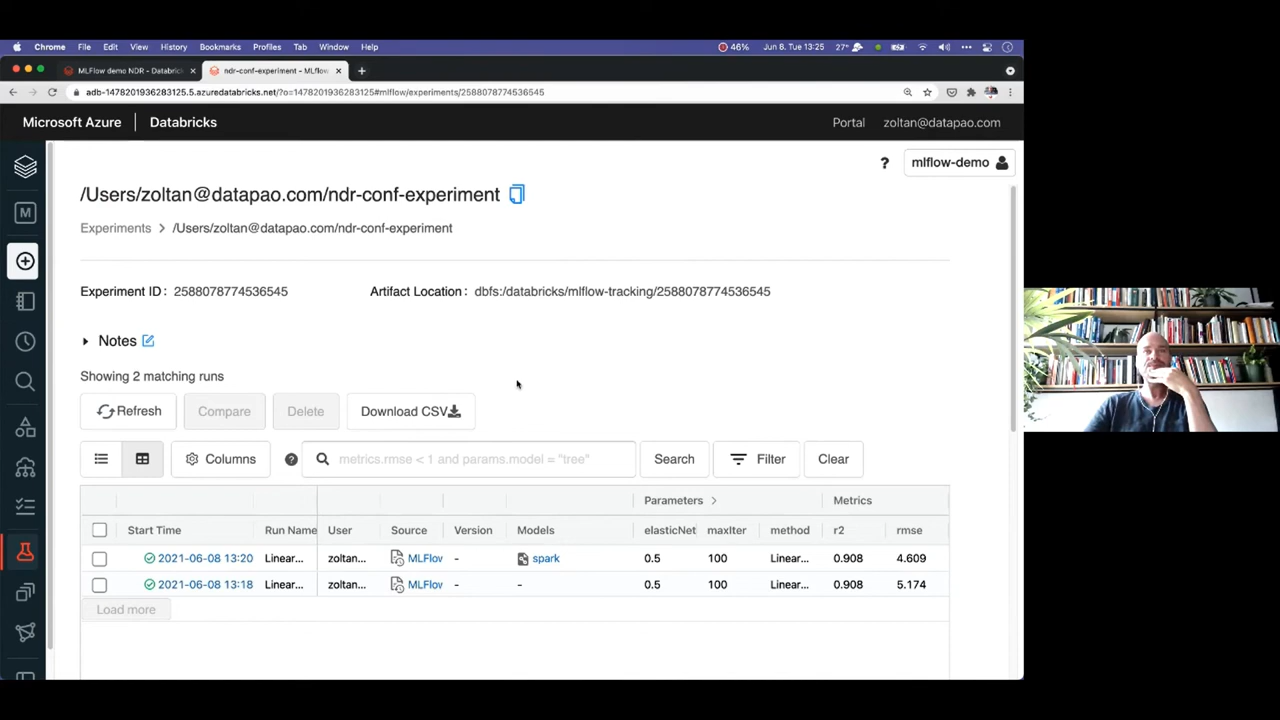 Chrome File Edit View History Bookmarks Profiles Tab Window Help 46% Jun 8. Tue 13:25 27°
MLFlow demo NDR - Databric ndr-conf-experiment - MLflow
adb-1478201936283125.5.azuredatabricks.net/?o=1478201936283125#mlflow/experiments/2588078774536545
Microsoft Azure Databricks Portal zoltan@datapao.com
? mlflow-demo
/Users/zoltan@datapao.com/ndr-conf-experiment
Experiments > /Users/zoltan@datapao.com/ndr-conf-experiment
Experiment ID: 2588078774536545 Artifact Location: dbfs:/databricks/mlflow-tracking/2588078774536545
Notes
Showing 2 matching runs
Refresh Compare Delete Download CSV
Columns ? metrics.rmse < 1 and params.model = "tree" Search Filter Clear
Parameters > Metrics
Start Time Run Name User Source Version Models elasticNet maxIter method r2 rmse
2021-06-08 13:20 Linear... zoltan... MLFlov - spark 0.5 100 Linear... 0.908 4.609
2021-06-08 13:18 Linear... zoltan... MLFlov - - 0.5 100 Linear... 0.908 5.174
Load more